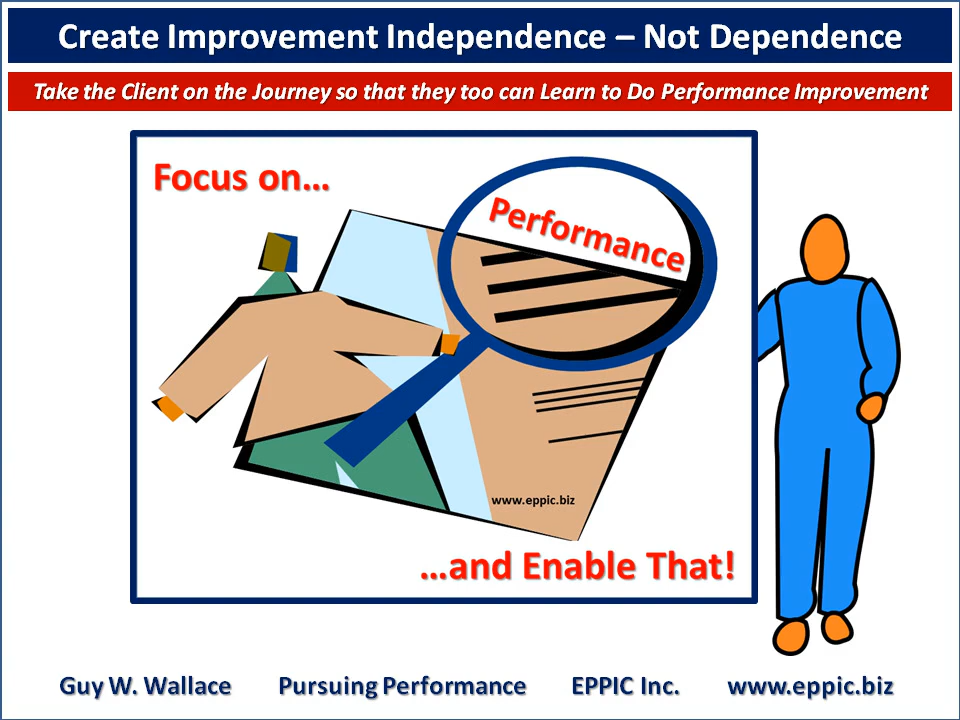 Create Improvement Independence – Not Dependence
Take the Client on the Journey so that they too can Learn to Do Performance Improvement
Focus on…
Performance
www.eppic.biz
…and Enable That!
Guy W. Wallace Pursuing Performance EPPIC Inc. www.eppic.biz